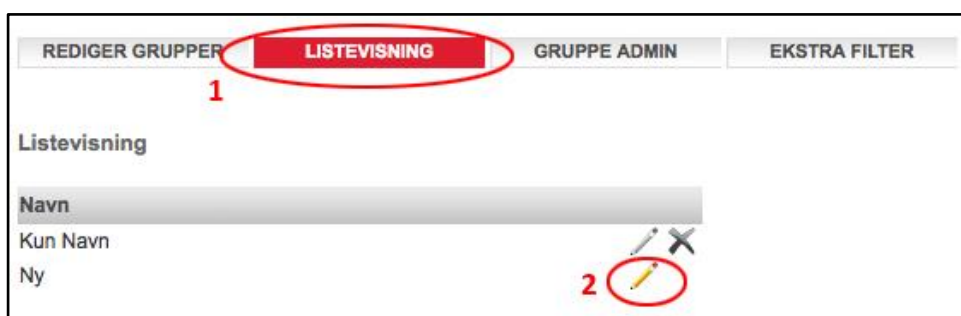 REDIGER GRUPPER LISTEVISNING GRUPPE ADMIN EKSTRA FILTER
1
Listevisning
Navn
Kun Navn
Ny
2